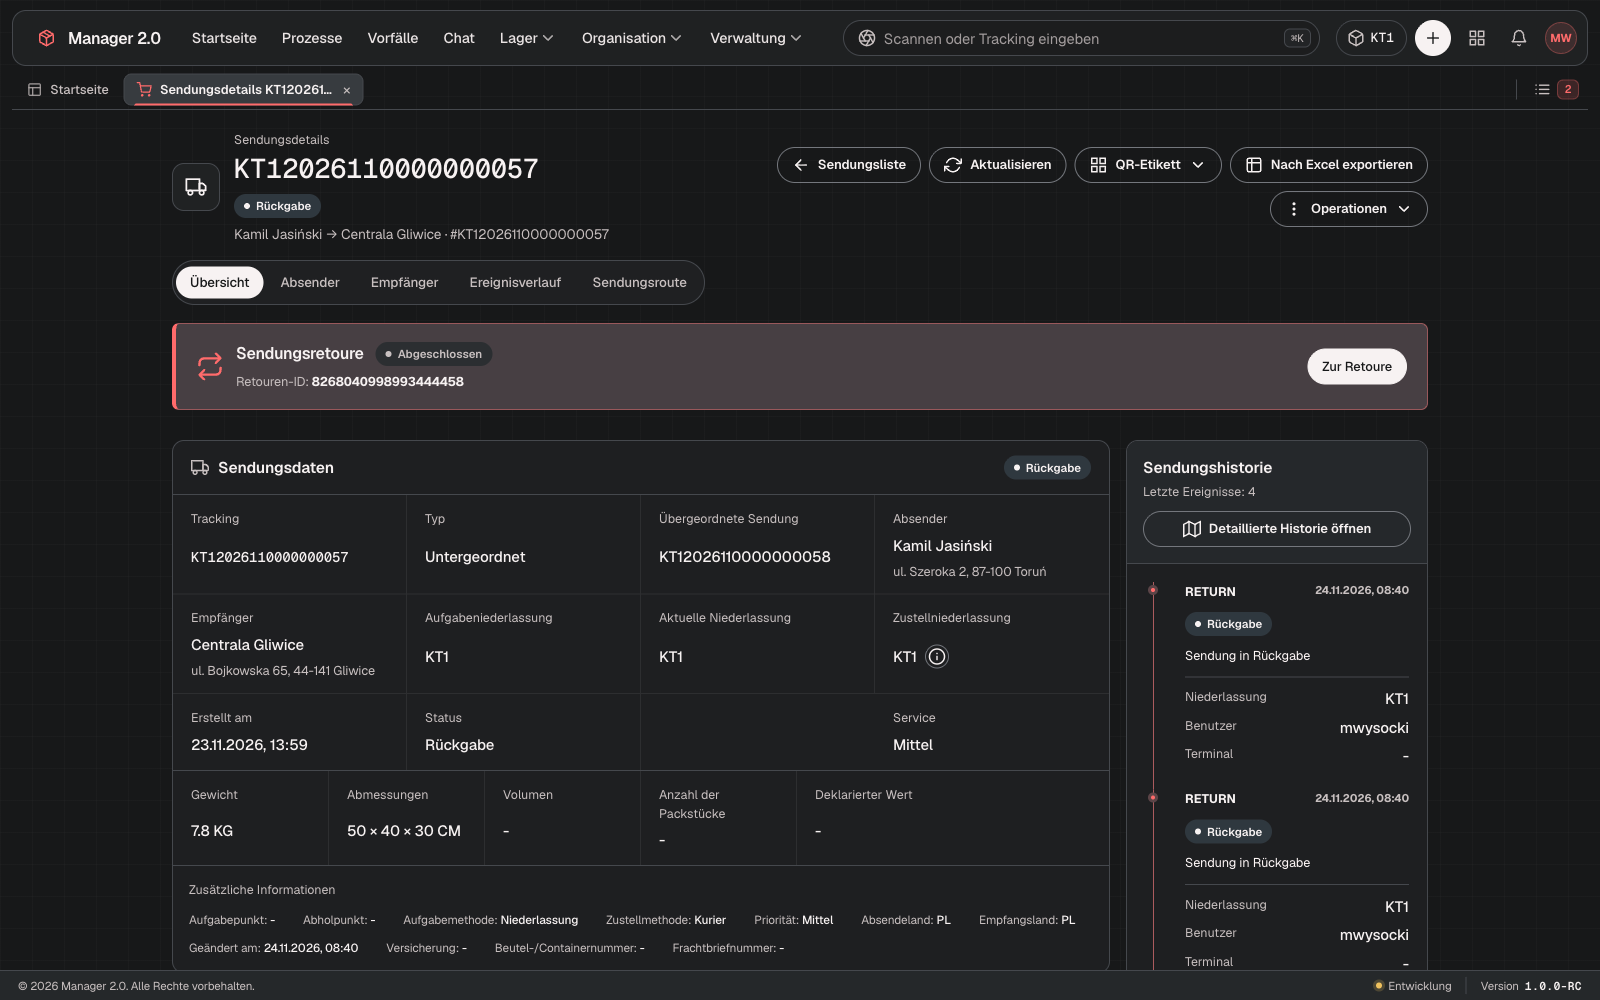 Manager 2.0
Startseite
Prozesse
Vorfälle
Chat
Lager
Organisation
Verwaltung
Scannen oder Tracking eingeben
⌘K
KT1
MW
Startseite
Sendungsdetails KT120261...
2
Sendungsdetails
KT12026110000000057
Rückgabe
Kamil Jasiński → Centrala Gliwice · #KT12026110000000057
Sendungsliste
Aktualisieren
QR-Etikett
Nach Excel exportieren
Operationen
Übersicht
Absender
Empfänger
Ereignisverlauf
Sendungsroute
Sendungsretoure
Abgeschlossen
Retouren-ID: 8268040998993444458
Zur Retoure
Sendungsdaten
Rückgabe
Tracking
KT12026110000000057
Typ
Untergeordnet
Übergeordnete Sendung
KT12026110000000058
Absender
Kamil Jasiński
ul. Szeroka 2, 87-100 Toruń
Empfänger
Centrala Gliwice
ul. Bojkowska 65, 44-141 Gliwice
Aufgabeniederlassung
KT1
Aktuelle Niederlassung
KT1
Zustellniederlassung
KT1
Erstellt am
23.11.2026, 13:59
Status
Rückgabe
Service
Mittel
Gewicht
7.8 KG
Abmessungen
50 × 40 × 30 CM
Volumen
-
Anzahl der
Packstücke
-
Deklarierter Wert
-
Zusätzliche Informationen
Aufgabepunkt: -
Abholpunkt: -
Aufgabemethode: Niederlassung
Zustellmethode: Kurier
Priorität: Mittel
Absendeland: PL
Empfangsland: PL
Geändert am: 24.11.2026, 08:40
Versicherung: -
Beutel-/Containernummer: -
Frachtbriefnummer: -
Sendungshistorie
Letzte Ereignisse: 4
Detaillierte Historie öffnen
RETURN
24.11.2026, 08:40
Rückgabe
Sendung in Rückgabe
Niederlassung
KT1
Benutzer
mwysocki
Terminal
-
RETURN
24.11.2026, 08:40
Rückgabe
Sendung in Rückgabe
Niederlassung
KT1
Benutzer
mwysocki
Terminal
-
© 2026 Manager 2.0. Alle Rechte vorbehalten.
Entwicklung
Version 1.0.0-RC